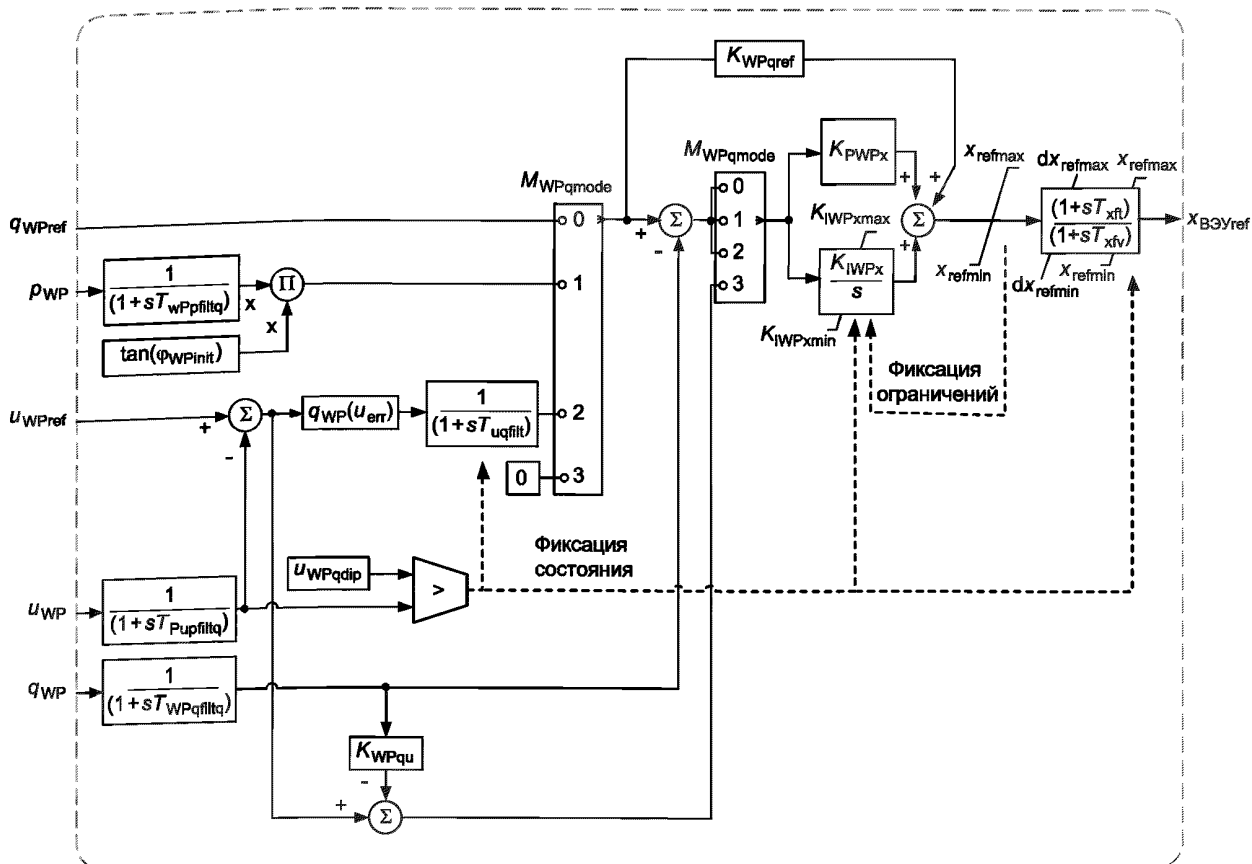 K_WPqref
M_WPqmode
M_WPqmode
0
1
2
3
0
1
2
3
q_WPref
p_WP
1
(1+sT_wPpfiltq)
x
x
Π
tan(φ_WPinit)
u_WPref
+
-
Σ
q_WP(u_err)
1
(1+sT_uqfilt)
0
+
-
Σ
K_PWPx
K_IWPxmax
K_IWPx
s
K_IWPxmin
+
+
+
Σ
x_refmax
x_refmin
dx_refmax
x_refmax
(1+sT_xft)
(1+sT_xfv)
x_refmin
dx_refmin
x_ВЭУref
Фиксация
ограничений
Фиксация
состояния
u_WPqdip
>
u_WP
1
(1+sT_Pupfiltq)
q_WP
1
(1+sT_WPqfiltq)
K_WPqu
-
+
Σ